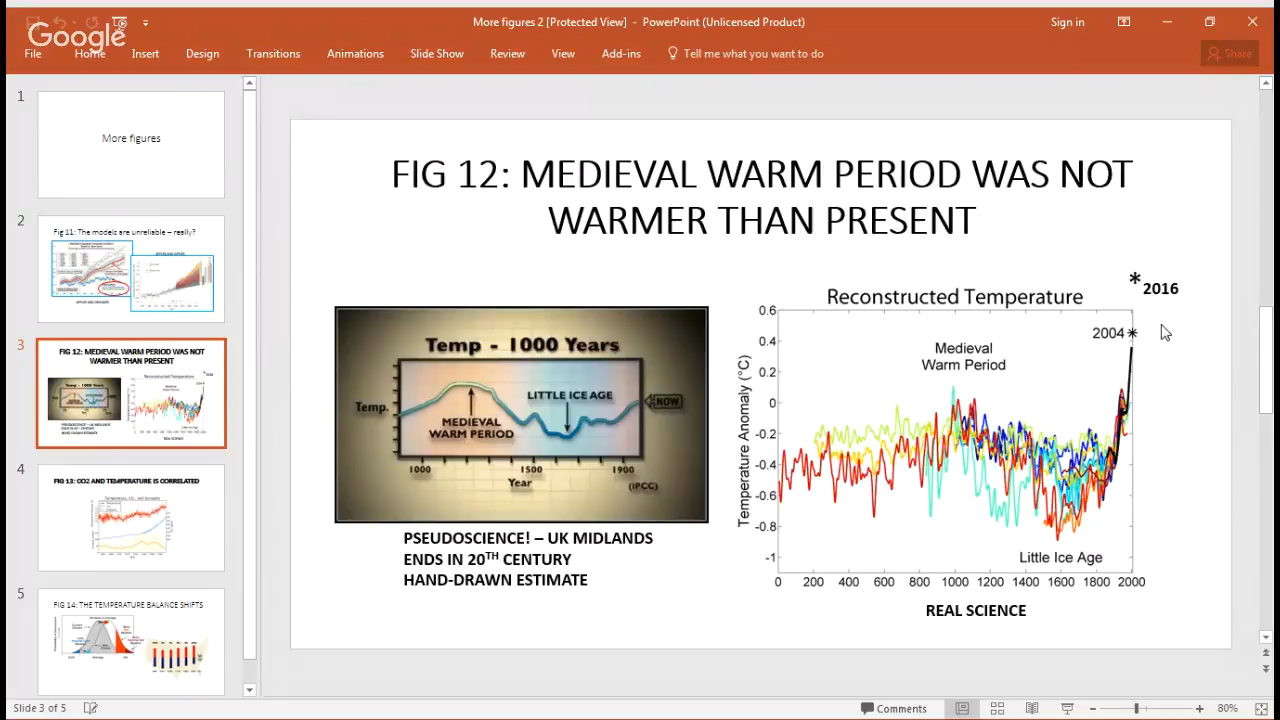 Google
More figures 2 [Protected View] - PowerPoint (Unlicensed Product)
Sign in
File Home Insert Design Transitions Animations Slide Show Review View Add-ins Tell me what you want to do Share
1
More figures
2
Fig 11: The models are unreliable – really?
3
FIG 12: MEDIEVAL WARM PERIOD WAS NOT
WARMER THAN PRESENT
REAL SCIENCE
4
FIG 13: CO2 AND TEMPERATURE IS CORRELATED
5
FIG 14: THE TEMPERATURE BALANCE SHIFTS
FIG 12: MEDIEVAL WARM PERIOD WAS NOT
WARMER THAN PRESENT
Temp - 1000 Years
Temp.
MEDIEVAL
WARM PERIOD
LITTLE ICE AGE
NOW
1000 1500 1900
Year
(IPCC)
PSEUDOSCIENCE! – UK MIDLANDS
ENDS IN 20TH CENTURY
HAND-DRAWN ESTIMATE
*2016
Reconstructed Temperature
2004 *
Medieval
Warm Period
Temperature Anomaly (°C)
0.6
0.4
0.2
0
-0.2
-0.4
-0.6
-0.8
-1
Little Ice Age
0 200 400 600 800 1000 1200 1400 1600 1800 2000
REAL SCIENCE
Slide 3 of 5
Comments
80%